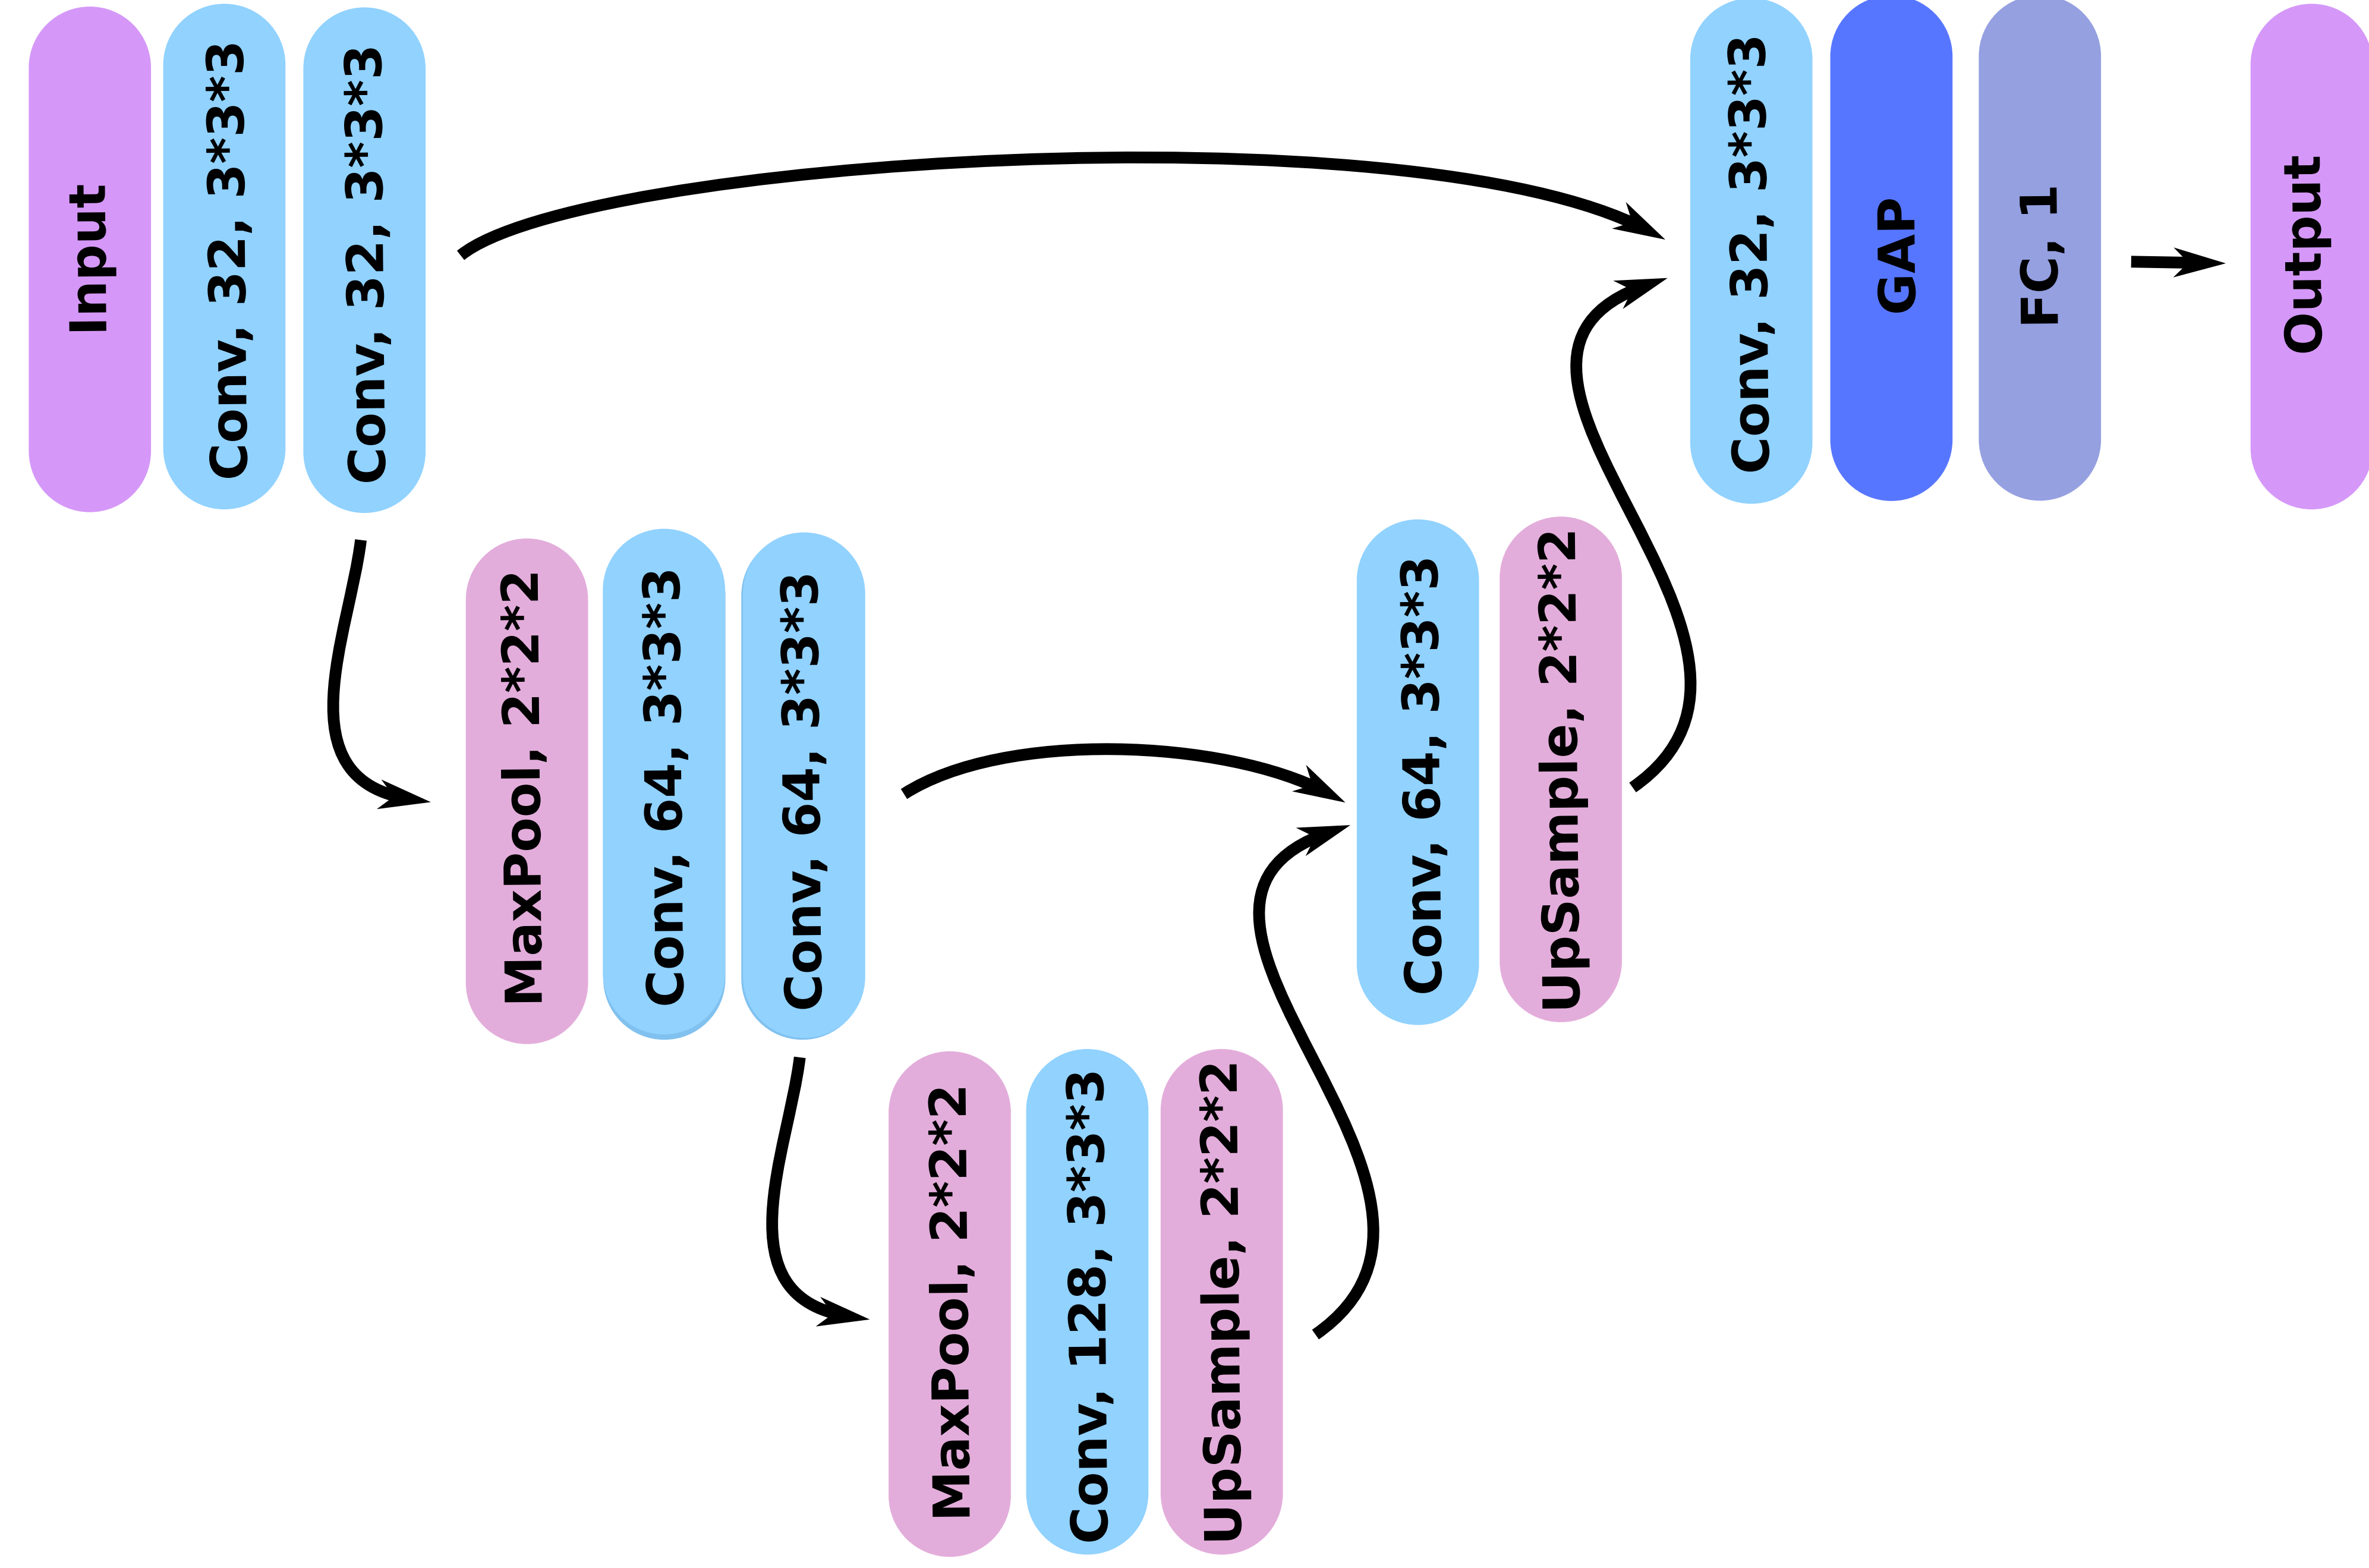 Input
Conv, 32, 3*3*3
Conv, 32, 3*3*3
Conv, 32, 3*3*3
GAP
FC, 1
Output
MaxPool, 2*2*2
Conv, 64, 3*3*3
Conv, 64, 3*3*3
Conv, 64, 3*3*3
UpSample, 2*2*2
MaxPool, 2*2*2
Conv, 128, 3*3*3
UpSample, 2*2*2